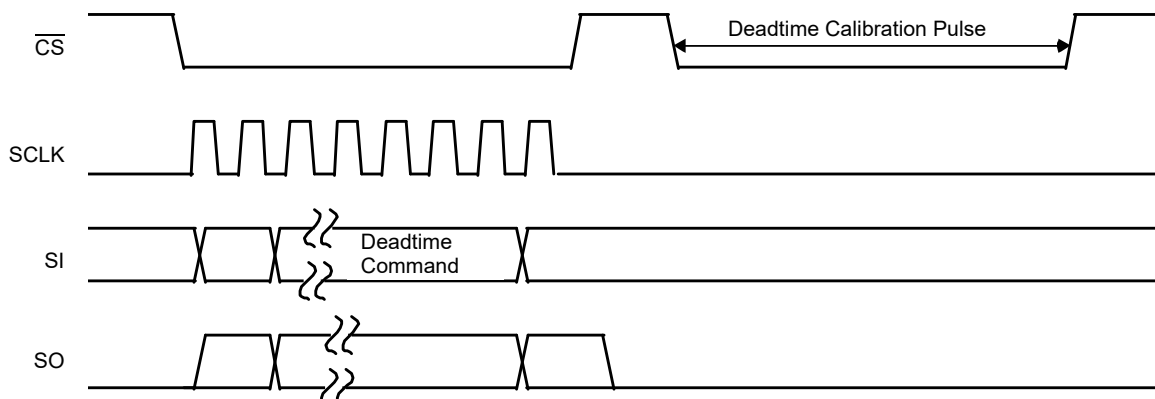 CS
Deadtime Calibration Pulse
SCLK
SI
Deadtime
Command
SO